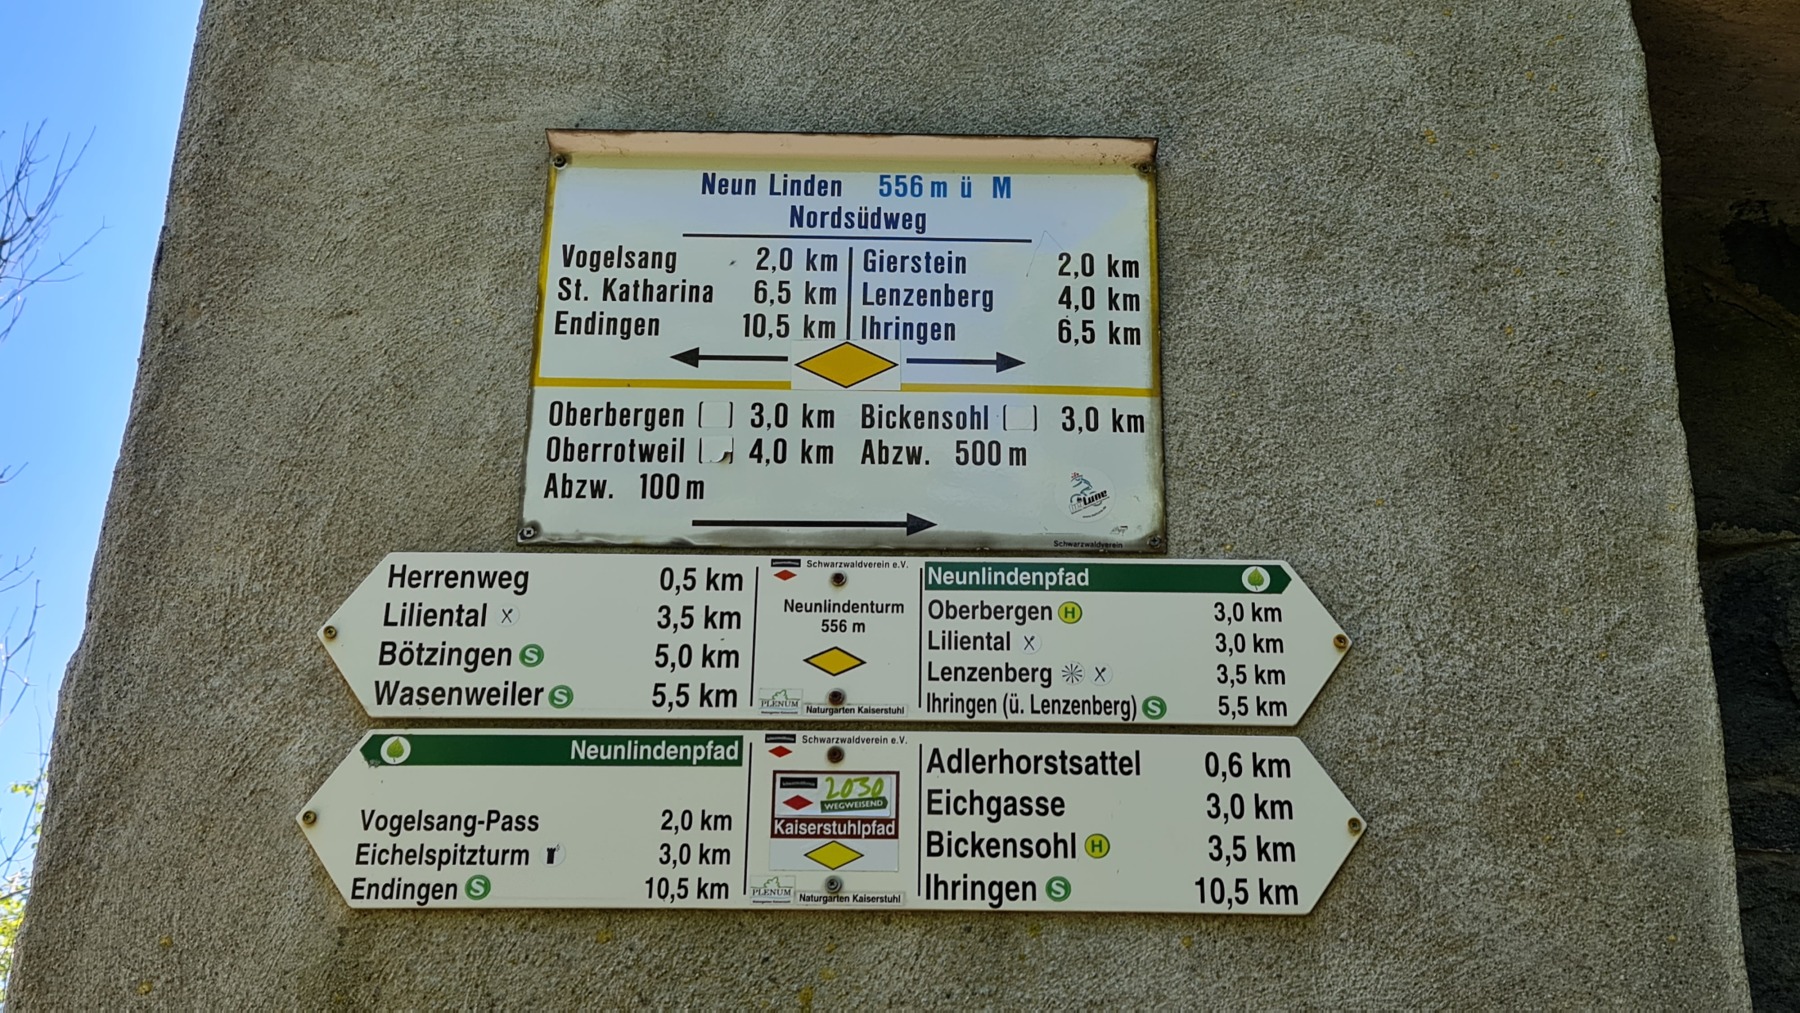 Neun Linden 556 m ü M
Nordsüdweg
Vogelsang 2,0 km
St. Katharina 6,5 km
Endingen 10,5 km
Gierstein 2,0 km
Lenzenberg 4,0 km
Ihringen 6,5 km
Oberbergen 3,0 km
Oberrotweil 4,0 km
Abzw. 100 m
Bickensohl 3,0 km
Abzw. 500 m
Schwarzwaldverein
Herrenweg 0,5 km
Liliental 3,5 km
Bötzingen S 5,0 km
Wasenweiler S 5,5 km
Schwarzwaldverein e.V.
Neunlindenturm
556 m
PLENUM
Naturgarten Kaiserstuhl
Neunlindenpfad
Oberbergen H 3,0 km
Liliental 3,0 km
Lenzenberg 3,5 km
Ihringen (ü. Lenzenberg) S 5,5 km
Neunlindenpfad
Vogelsang-Pass 2,0 km
Eichelspitzturm 3,0 km
Endingen S 10,5 km
Schwarzwaldverein e.V.
2030
WEGWEISEND
Kaiserstuhlpfad
PLENUM
Naturgarten Kaiserstuhl
Adlerhorstsattel 0,6 km
Eichgasse 3,0 km
Bickensohl H 3,5 km
Ihringen S 10,5 km